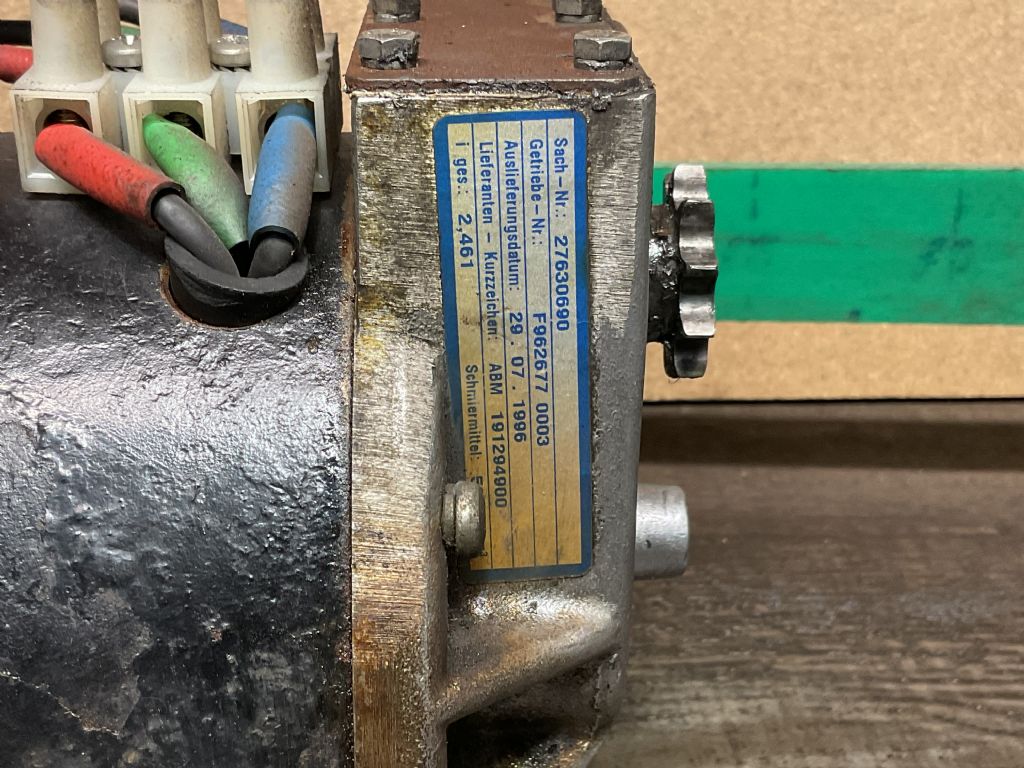 Sach-Nr.: 27630690
Getriebe-Nr.: F962677 0003
Auslieferungsdatum: 29.07.1996
Lieferanten-Kurzzeichen: ABM 191294900
i ges: 2,461 Schmiermittel: